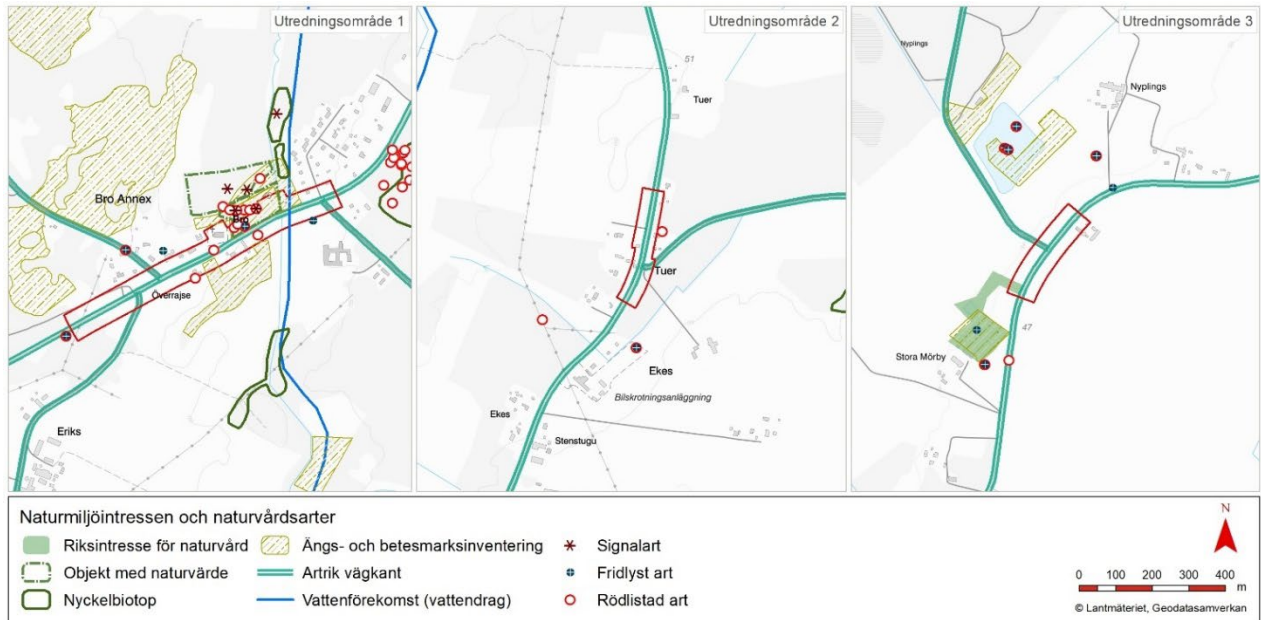 Utredningsområde 1
Bro Annex
Bro
Överrajse
Eriks
Utredningsområde 2
51
Tuer
Tuer
Ekes
Bilskrotningsanläggning
Ekes
Stenstugu
Utredningsområde 3
Nyplings
Nyplings
47
Stora Mörby
Naturmiljöintressen och naturvårdsarter
Riksintresse för naturvård
Ängs- och betesmarksinventering
Signalart
Objekt med naturvärde
Artrik vägkant
Fridlyst art
Nyckelbiotop
Vattenförekomst (vattendrag)
Rödlistad art
N
0 100 200 300 400
m
© Lantmäteriet, Geodatasamverkan